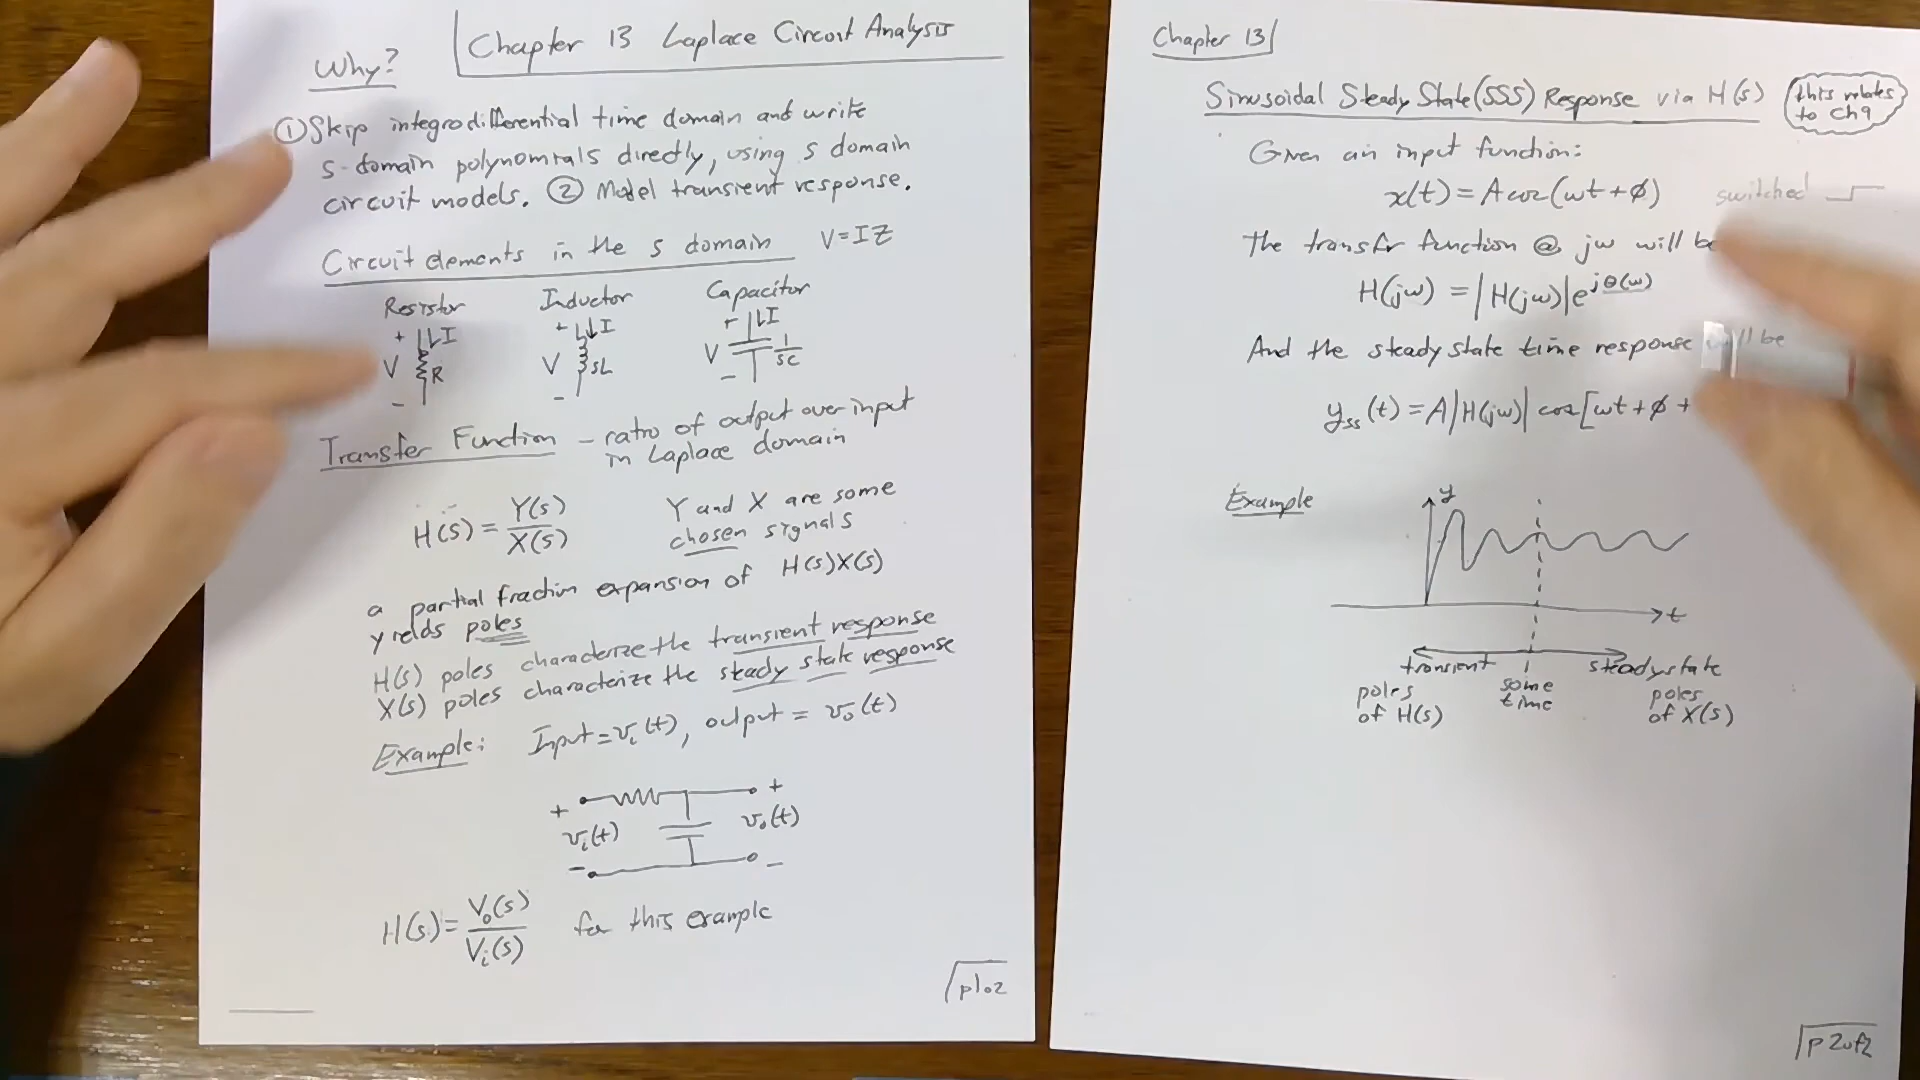 Chapter 13 Laplace Circuit Analysis
Why?
① Skip integrodifferential time domain and write
s-domain polynomials directly, using s domain
circuit models. ② Model transient response.
Circuit elements in the s domain V=IZ
Resistor Inductor Capacitor
+ I + I + I
V R V sL V 1/sC
- - -
Transfer Function - ratio of output over input
in Laplace domain
H(s) = Y(s)/X(s) Y and X are some
chosen signals
a partial fraction expansion of H(s)X(s)
yields poles
H(s) poles characterize the transient response
X(s) poles characterize the steady state response
Example: Input = vi(t), output = vo(t)
+ +
vi(t) vo(t)
- -
H(s) = Vo(s)/Vi(s) for this example
p1o2
Chapter 13
Sinusoidal Steady State (SSS) Response via H(s)
this relates
to Ch9
Given an input function:
x(t) = A cos(ωt + ϕ) switched
The transfr function @ jω will be
H(jω) = |H(jω)|e^jθ(ω)
And the steady state time response will be
yss(t) = A|H(jω)| cos[ωt + ϕ +
Example
y
t
transient steady state
poles some poles
of H(s) time of X(s)
p2of2